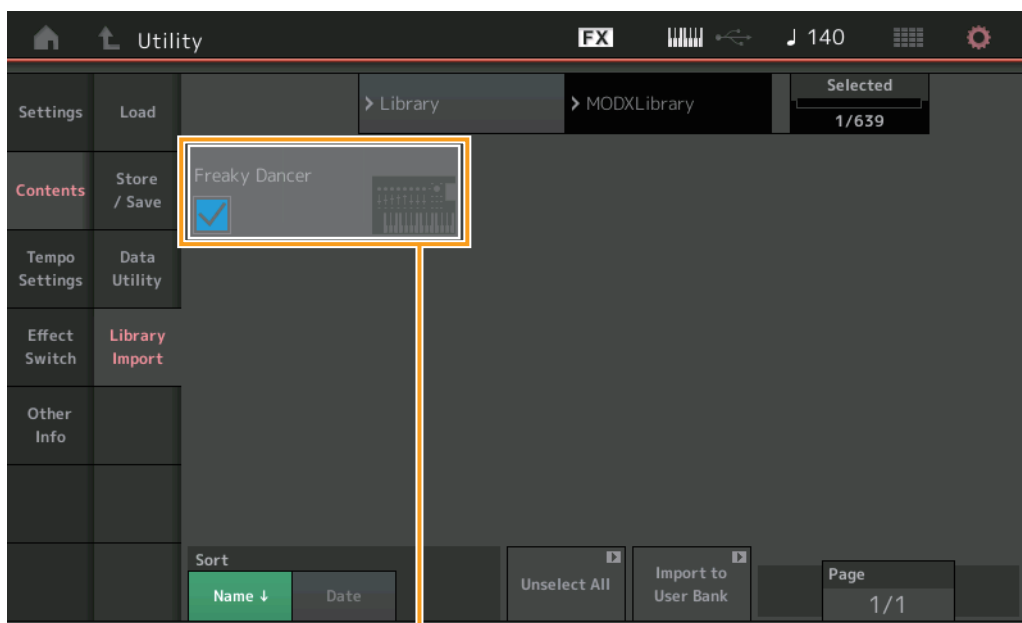 Utility
FX
140
Settings
Load
> Library
> MODXLibrary
Selected
1/639
Contents
Store
/ Save
Freaky Dancer
Tempo
Settings
Data
Utility
Effect
Switch
Library
Import
Other
Info
Sort
Name ↓
Date
Unselect All
Import to
User Bank
Page
1/1